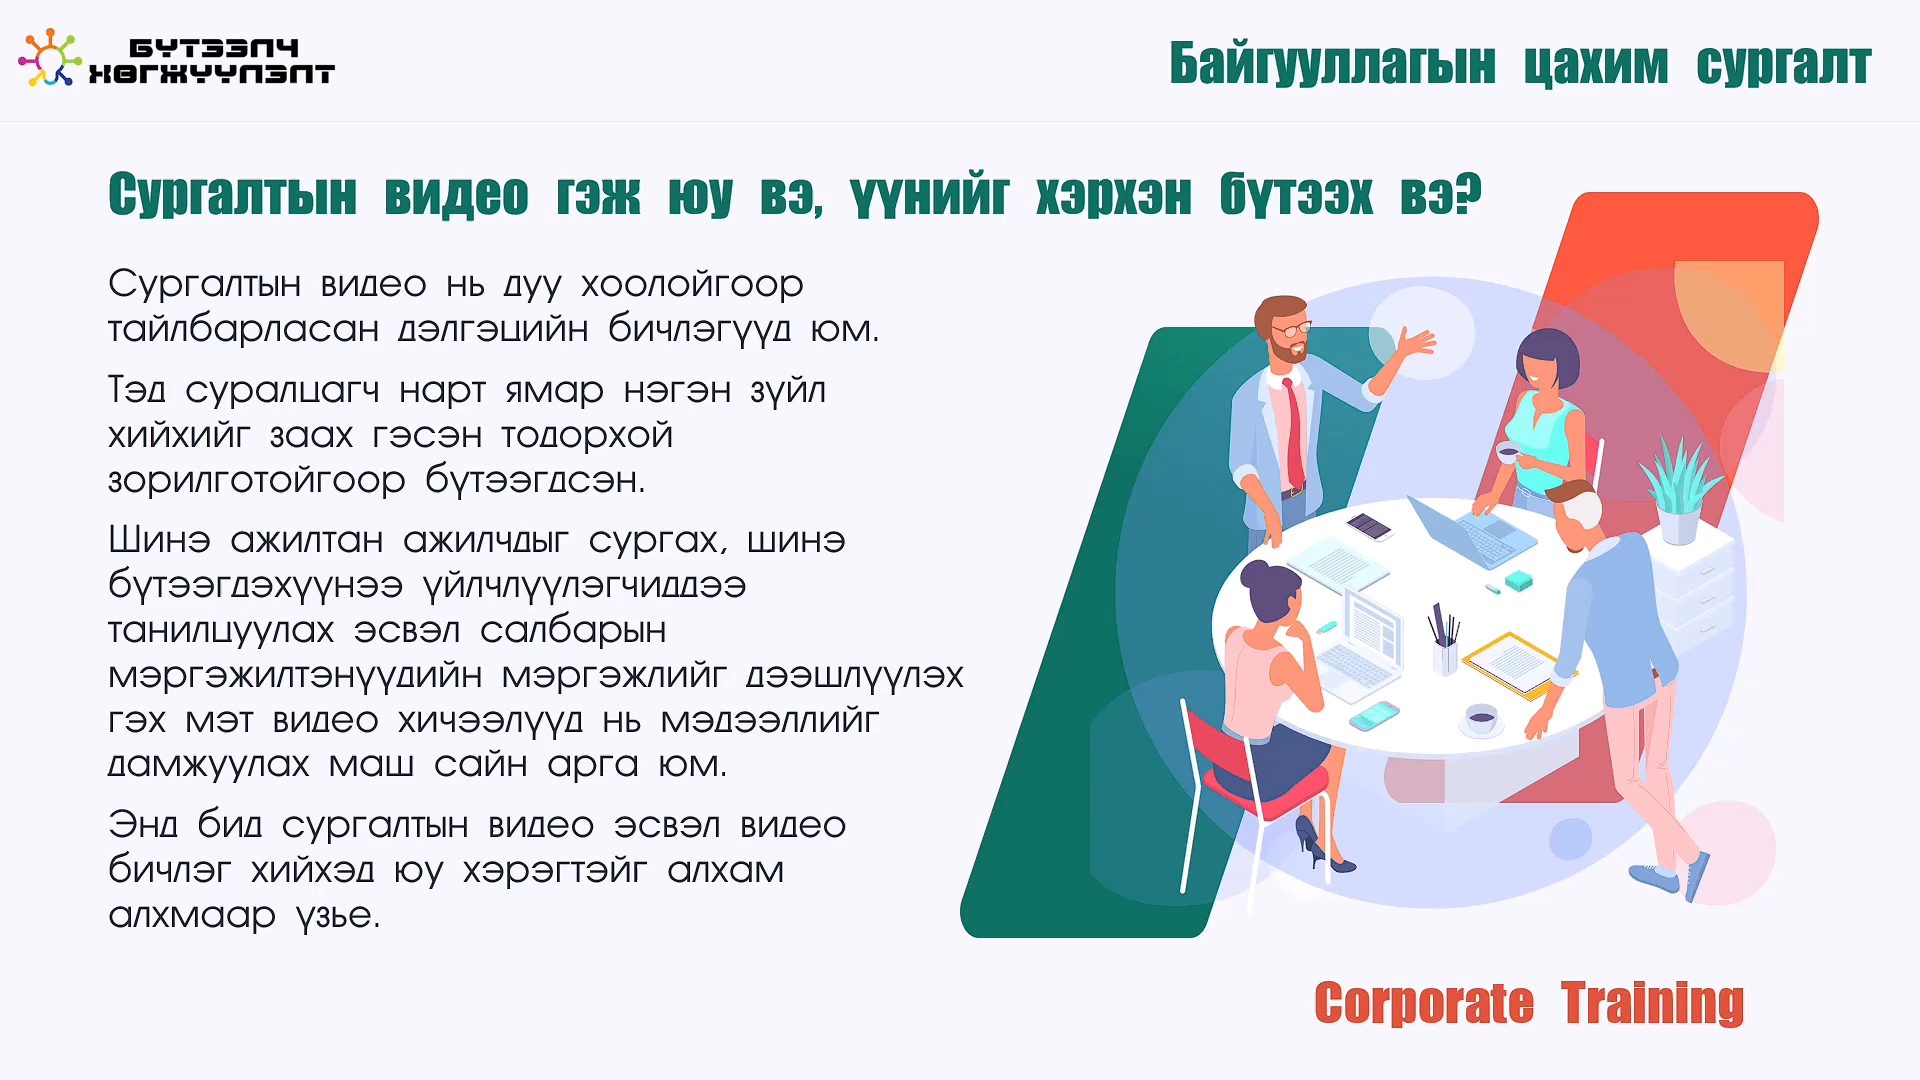 БҮТЭЭЛЧ
ХӨГЖҮҮЛЭЛТ
Байгууллагын цахим сургалт
Сургалтын видео гэж юу вэ, үүнийг хэрхэн бүтээх вэ?
Сургалтын видео нь дуу хоолойгоор
тайлбарласан дэлгэцийн бичлэгүүд юм.
Тэд суралцагч нарт ямар нэгэн зүйл
хийхийг заах гэсэн тодорхой
зорилготойгоор бүтээгдсэн.
Шинэ ажилтан ажилчдыг сургах, шинэ
бүтээгдэхүүнээ үйлчлүүлэгчиддээ
танилцуулах эсвэл салбарын
мэргэжилтэнүүдийн мэргэжлийг дээшлүүлэх
гэх мэт видео хичээлүүд нь мэдээллийг
дамжуулах маш сайн арга юм.
Энд бид сургалтын видео эсвэл видео
бичлэг хийхэд юу хэрэгтэйг алхам
алхмаар үзье.
Corporate Training